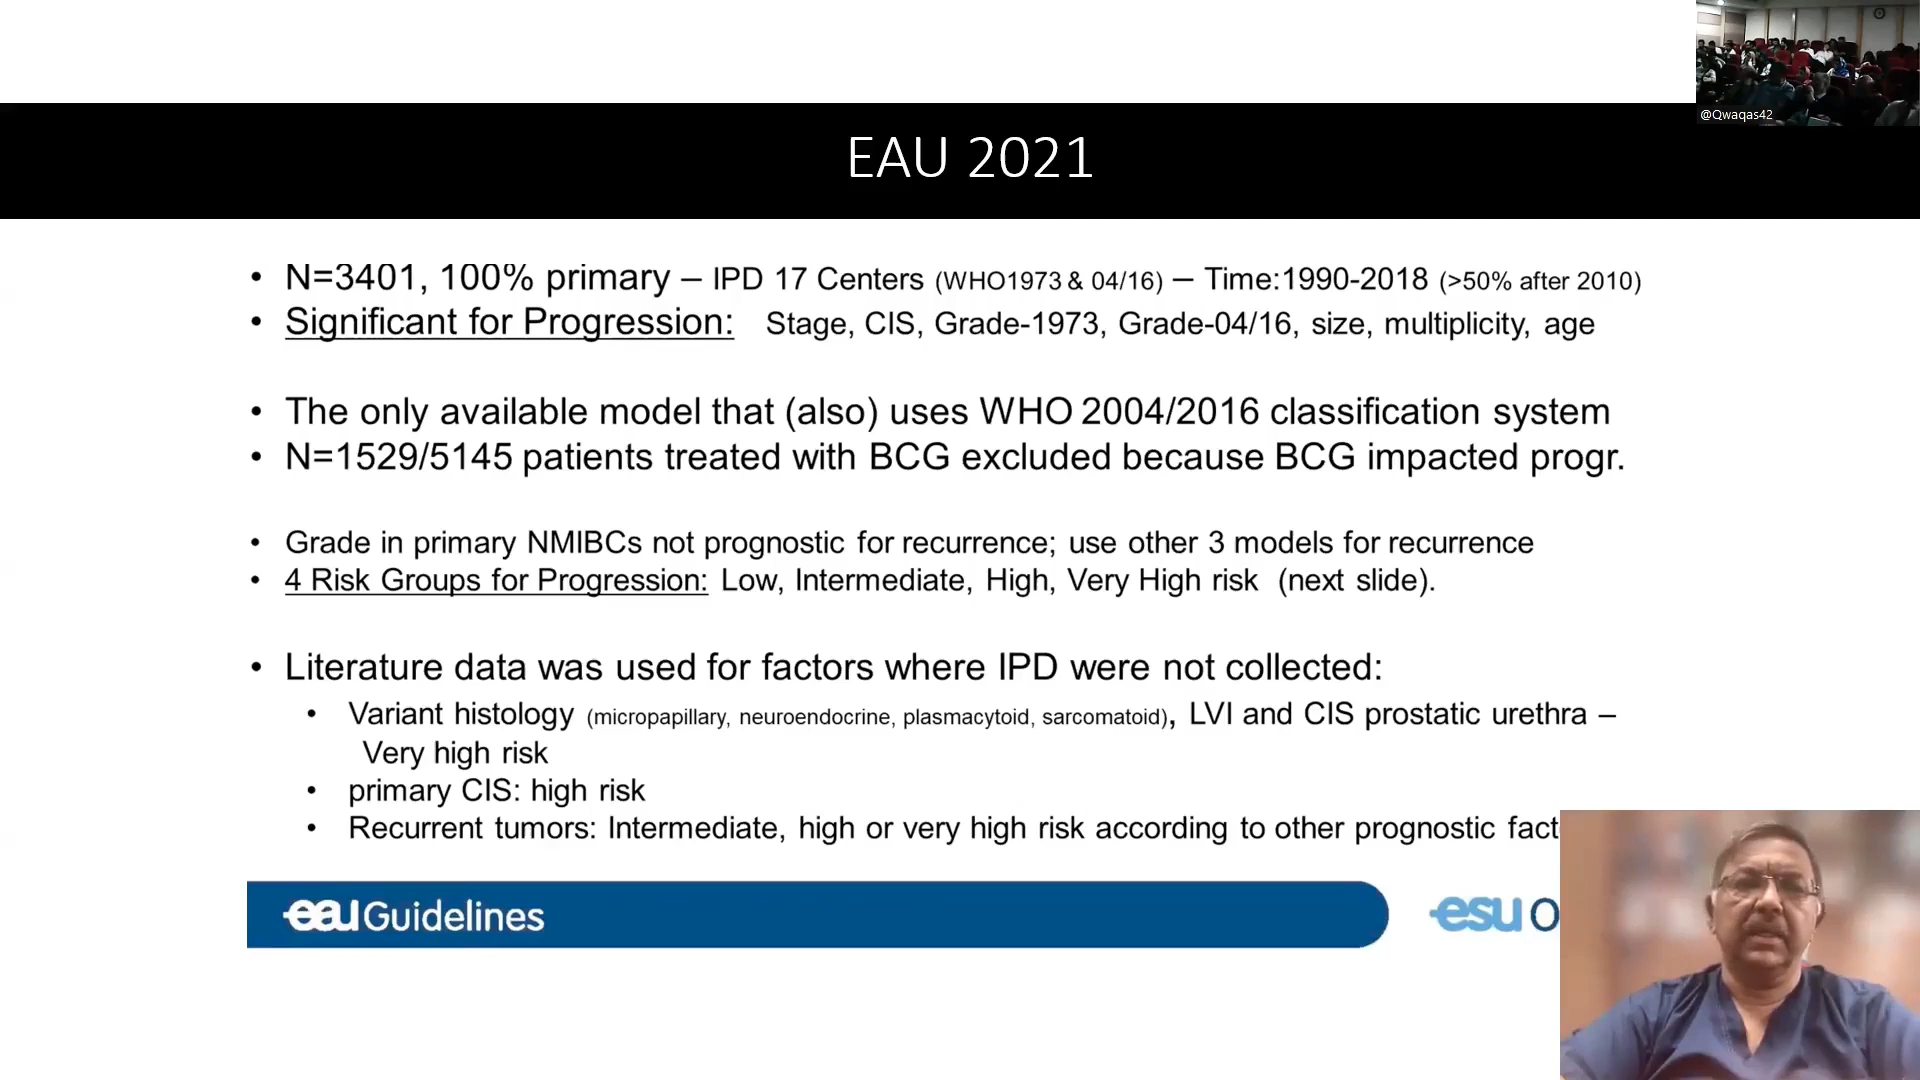 @Qwaqas42
EAU 2021
• N=3401, 100% primary – IPD 17 Centers (WHO1973 & 04/16) – Time:1990-2018 (>50% after 2010)
• Significant for Progression: Stage, CIS, Grade-1973, Grade-04/16, size, multiplicity, age
• The only available model that (also) uses WHO 2004/2016 classification system
• N=1529/5145 patients treated with BCG excluded because BCG impacted progr.
• Grade in primary NMIBCs not prognostic for recurrence; use other 3 models for recurrence
• 4 Risk Groups for Progression: Low, Intermediate, High, Very High risk (next slide).
• Literature data was used for factors where IPD were not collected:
• Variant histology (micropapillary, neuroendocrine, plasmacytoid, sarcomatoid), LVI and CIS prostatic urethra –
Very high risk
• primary CIS: high risk
• Recurrent tumors: Intermediate, high or very high risk according to other prognostic fact
eau Guidelines
esu O